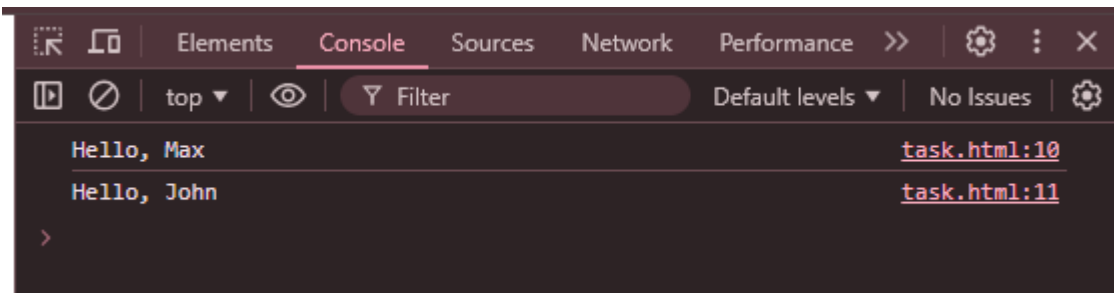 Elements Console Sources Network Performance
top Filter Default levels No Issues
Hello, Max task.html:10
Hello, John task.html:11